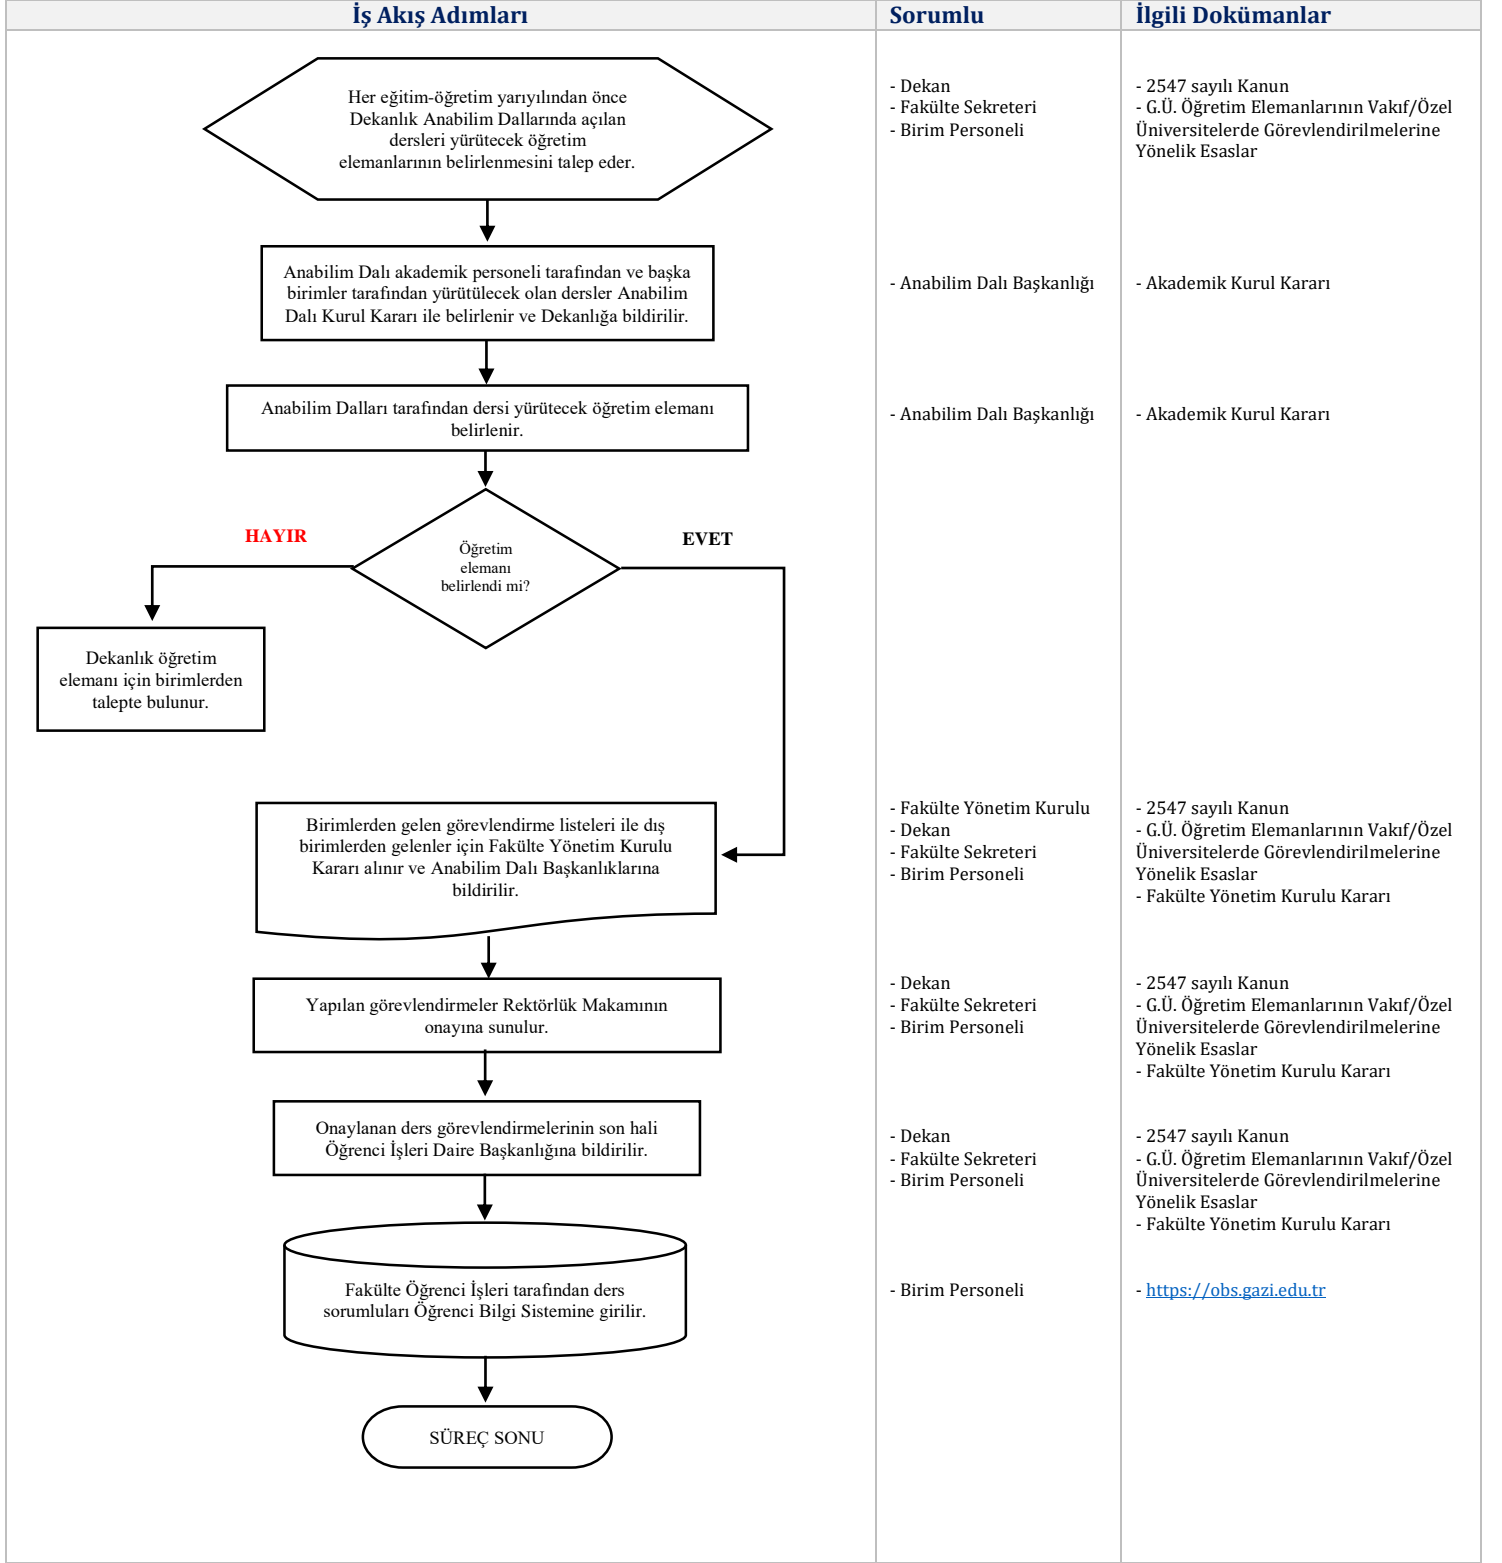 İş Akış Adımları
Sorumlu
İlgili Dokümanlar
Her eğitim-öğretim yarıyılından önce
Dekanlık Anabilim Dallarında açılan
dersleri yürütecek öğretim
elemanlarının belirlenmesini talep eder.
- Dekan
- Fakülte Sekreteri
- Birim Personeli
- 2547 sayılı Kanun
- G.Ü. Öğretim Elemanlarının Vakıf/Özel
Üniversitelerde Görevlendirilmelerine
Yönelik Esaslar
Anabilim Dalı akademik personeli tarafından ve başka
birimler tarafından yürütülecek olan dersler Anabilim
Dalı Kurul Kararı ile belirlenir ve Dekanlığa bildirilir.
- Anabilim Dalı Başkanlığı
- Akademik Kurul Kararı
Anabilim Dalları tarafından dersi yürütecek öğretim elemanı
belirlenir.
- Anabilim Dalı Başkanlığı
- Akademik Kurul Kararı
HAYIR
EVET
Öğretim
elemanı
belirlendi mi?
Dekanlık öğretim
elemanı için birimlerden
talepte bulunur.
Birimlerden gelen görevlendirme listeleri ile dış
birimlerden gelenler için Fakülte Yönetim Kurulu
Kararı alınır ve Anabilim Dalı Başkanlıklarına
bildirilir.
- Fakülte Yönetim Kurulu
- Dekan
- Fakülte Sekreteri
- Birim Personeli
- 2547 sayılı Kanun
- G.Ü. Öğretim Elemanlarının Vakıf/Özel
Üniversitelerde Görevlendirilmelerine
Yönelik Esaslar
- Fakülte Yönetim Kurulu Kararı
Yapılan görevlendirmeler Rektörlük Makamının
onayına sunulur.
- Dekan
- Fakülte Sekreteri
- Birim Personeli
- 2547 sayılı Kanun
- G.Ü. Öğretim Elemanlarının Vakıf/Özel
Üniversitelerde Görevlendirilmelerine
Yönelik Esaslar
- Fakülte Yönetim Kurulu Kararı
Onaylanan ders görevlendirmelerinin son hali
Öğrenci İşleri Daire Başkanlığına bildirilir.
- Dekan
- Fakülte Sekreteri
- Birim Personeli
- 2547 sayılı Kanun
- G.Ü. Öğretim Elemanlarının Vakıf/Özel
Üniversitelerde Görevlendirilmelerine
Yönelik Esaslar
- Fakülte Yönetim Kurulu Kararı
Fakülte Öğrenci İşleri tarafından ders
sorumluları Öğrenci Bilgi Sistemine girilir.
- Birim Personeli
- https://obs.gazi.edu.tr
SÜREÇ SONU